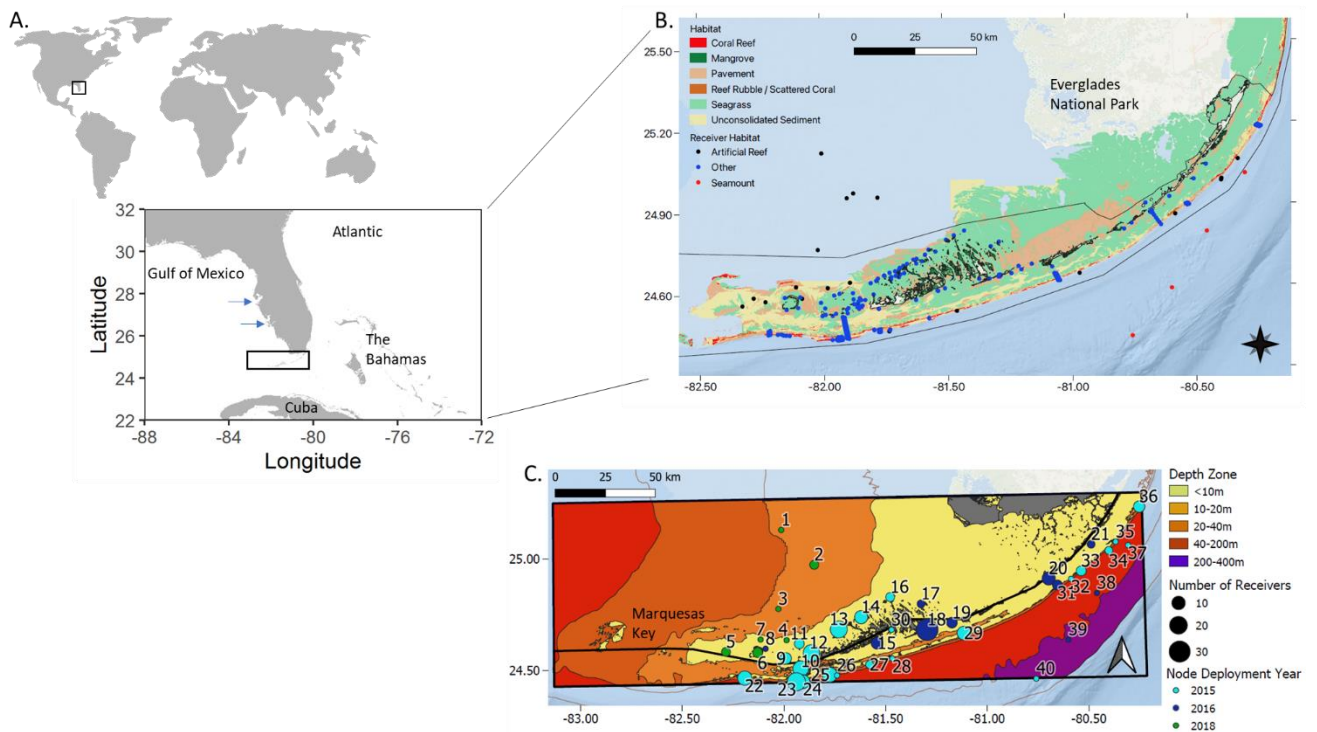 A.
32
30
28
26
24
22
Latitude
Atlantic
Gulf of Mexico
The
Bahamas
Cuba
-88
-84
-80
-76
-72
Longitude
B.
Habitat
Coral Reef
Mangrove
Pavement
Reef Rubble / Scattered Coral
Seagrass
Unconsolidated Sediment
Receiver Habitat
Artificial Reef
Other
Seamount
0
25
50 km
Everglades
National Park
25.50
25.20
24.90
24.60
-82.50
-82.00
-81.50
-81.00
-80.50
C.
0
25
50 km
Marquesas
Key
1
2
3
4
5
6
7
8
9
10
11
12
13
14
15
16
17
18
19
20
21
22
23
24
25
26
27
28
29
30
31
32
33
34
35
36
37
38
39
40
25.00
24.50
-83.00
-82.50
-82.00
-81.50
-81.00
-80.50
Depth Zone
<10m
10-20m
20-40m
40-200m
200-400m
Number of Receivers
10
20
30
Node Deployment Year
2015
2016
2018